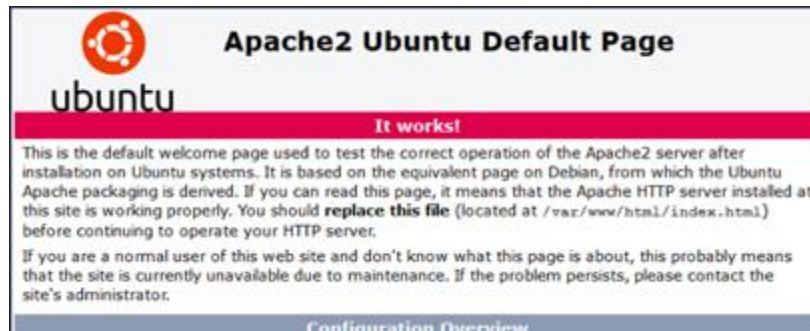 Apache2 Ubuntu Default Page
ubuntu
It works!
This is the default welcome page used to test the correct operation of the Apache2 server after
installation on Ubuntu systems. It is based on the equivalent page on Debian, from which the Ubuntu
Apache packaging is derived. If you can read this page, it means that the Apache HTTP server installed at
this site is working properly. You should replace this file (located at /var/www/html/index.html)
before continuing to operate your HTTP server.
If you are a normal user of this web site and don't know what this page is about, this probably means
that the site is currently unavailable due to maintenance. If the problem persists, please contact the
site's administrator.
Configuration Overview